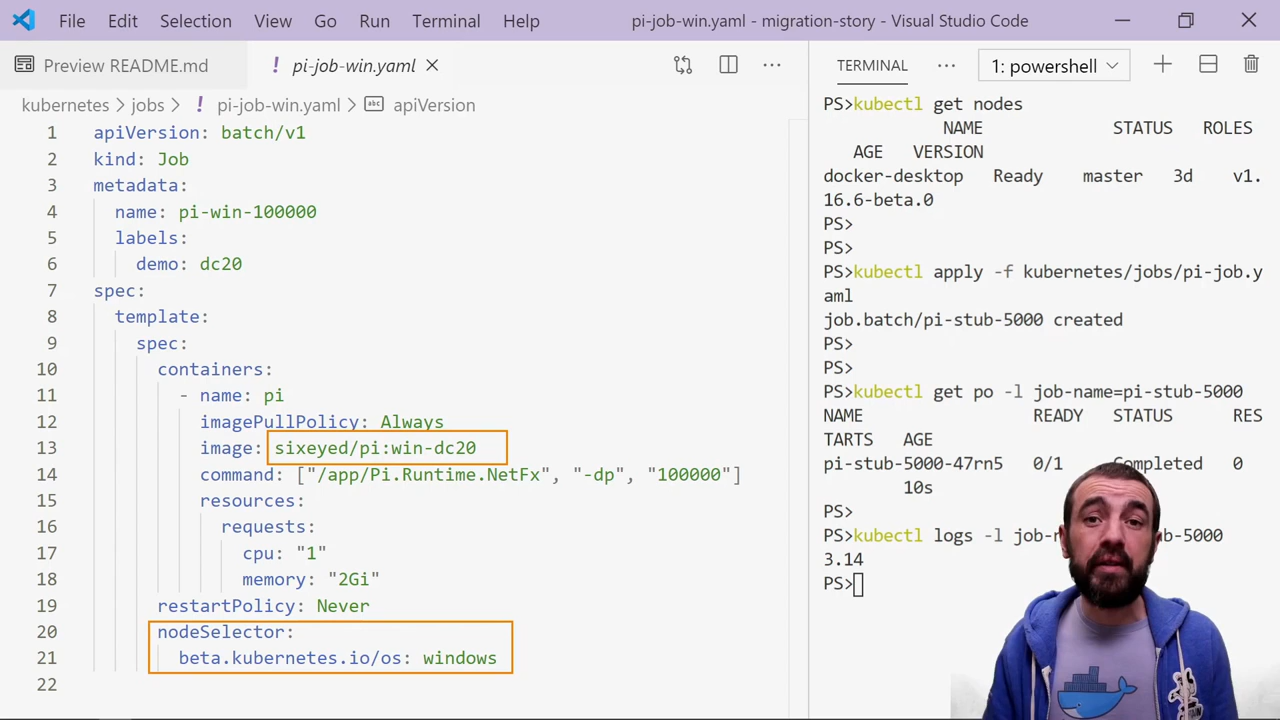 File Edit Selection View Go Run Terminal Help pi-job-win.yaml - migration-story - Visual Studio Code
Preview README.md ! pi-job-win.yaml
kubernetes > jobs > ! pi-job-win.yaml > abc apiVersion
1 apiVersion: batch/v1
2 kind: Job
3 metadata:
4 name: pi-win-100000
5 labels:
6 demo: dc20
7 spec:
8 template:
9 spec:
10 containers:
11 - name: pi
12 imagePullPolicy: Always
13 image: sixeyed/pi:win-dc20
14 command: ["/app/Pi.Runtime.NetFx", "-dp", "100000"]
15 resources:
16 requests:
17 cpu: "1"
18 memory: "2Gi"
19 restartPolicy: Never
20 nodeSelector:
21 beta.kubernetes.io/os: windows
22
TERMINAL ··· 1: powershell
PS>kubectl get nodes
NAME STATUS ROLES
AGE VERSION
docker-desktop Ready master 3d v1.
16.6-beta.0
PS>
PS>
PS>kubectl apply -f kubernetes/jobs/pi-job.y
aml
job.batch/pi-stub-5000 created
PS>
PS>
PS>kubectl get po -l job-name=pi-stub-5000
NAME READY STATUS RES
TARTS AGE
pi-stub-5000-47rn5 0/1 Completed 0
10s
PS>
PS>kubectl logs -l job-n b-5000
3.14
PS>